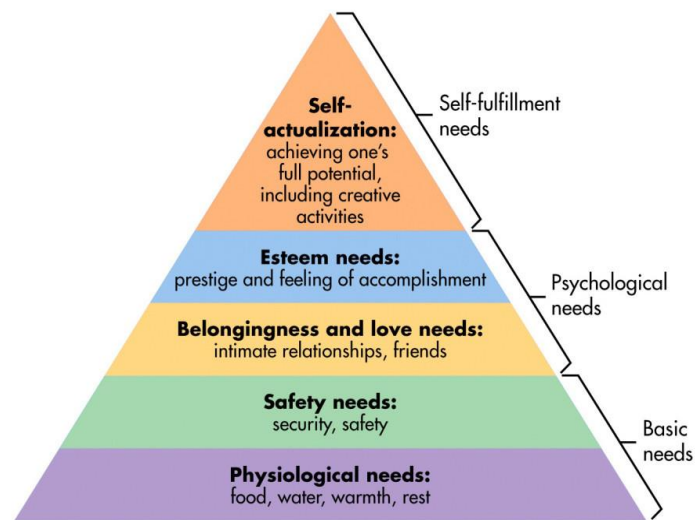 Self-
actualization:
achieving one's
full potential,
including creative
activities
Self-fulfillment
needs
Esteem needs:
prestige and feeling of accomplishment
Belongingness and love needs:
intimate relationships, friends
Psychological
needs
Safety needs:
security, safety
Physiological needs:
food, water, warmth, rest
Basic
needs